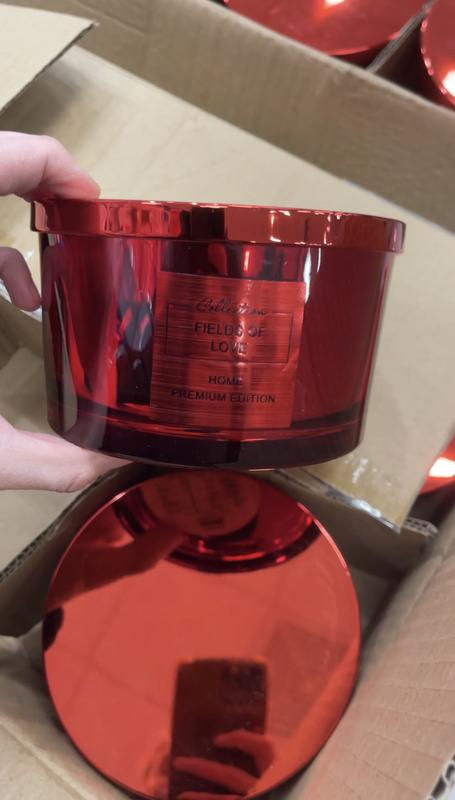 Collection
FIELDS OF
LOVE
HOME
PREMIUM EDITION